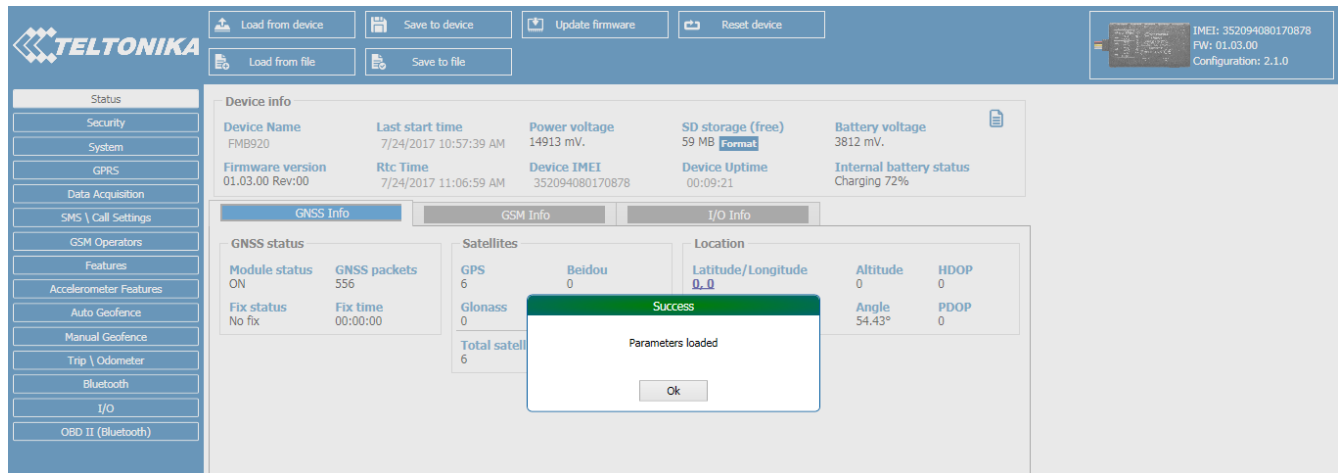 TELTONIKA
Load from device
Save to device
Update firmware
Reset device
Load from file
Save to file
IMEI: 352094080170878
FW: 01.03.00
Configuration: 2.1.0
Status
Security
System
GPRS
Data Acquisition
SMS \ Call Settings
GSM Operators
Features
Accelerometer Features
Auto Geofence
Manual Geofence
Trip \ Odometer
Bluetooth
I/O
OBD II (Bluetooth)
Device info
Device Name
FMB920
Last start time
7/24/2017 10:57:39 AM
Power voltage
14913 mV.
SD storage (free)
59 MB Format
Battery voltage
3812 mV.
Firmware version
01.03.00 Rev:00
Rtc Time
7/24/2017 11:06:59 AM
Device IMEI
352094080170878
Device Uptime
00:09:21
Internal battery status
Charging 72%
GNSS Info
GSM Info
I/O Info
GNSS status
Module status
ON
GNSS packets
556
Fix status
No fix
Fix time
00:00:00
Satellites
GPS
6
Beidou
0
Glonass
0
Total satell
6
Location
Latitude/Longitude
0, 0
Altitude
0
HDOP
0
Angle
54.43°
PDOP
0
Success
Parameters loaded
Ok